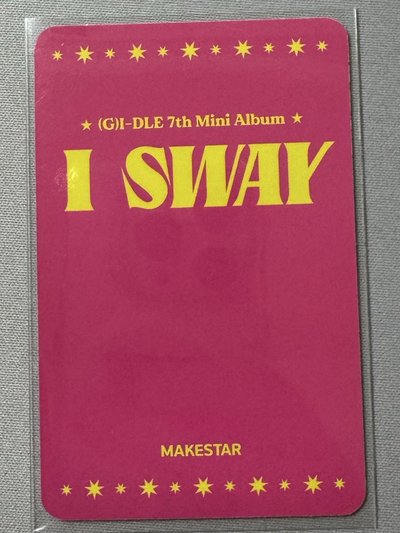 ★ (G)I-DLE 7th Mini Album ★
I SWAY
MAKESTAR